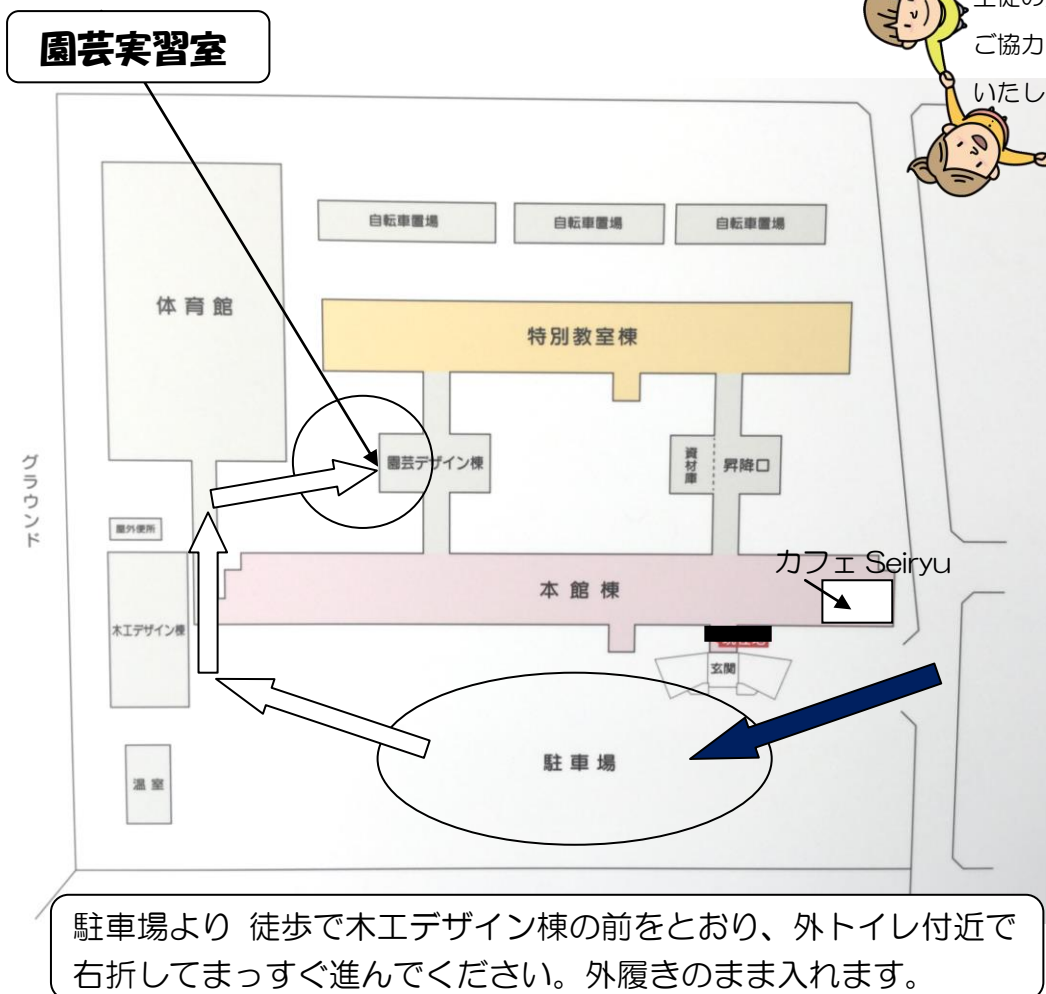 生徒の
ご協力
いたし
園芸実習室
自転車置場
自転車置場
自転車置場
体育館
特別教室棟
園芸デザイン棟
資材庫
昇降口
グラウンド
屋外便所
カフェ Seiryu
本館棟
木工デザイン棟
玄関
駐車場
温室
駐車場より 徒歩で木工デザイン棟の前をとおり、外トイレ付近で
右折してまっすぐ進んでください。外履きのまま入れます。